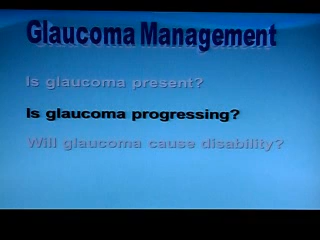 Glaucoma Management
Is glaucoma present?
Is glaucoma progressing?
Will glaucoma cause disability?